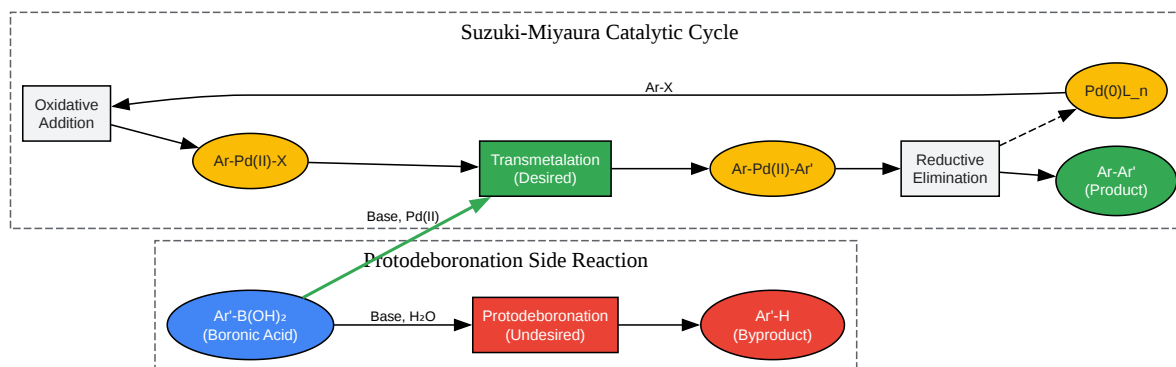 Suzuki-Miyaura Catalytic Cycle
Ar-X
Pd(0)L_n
Oxidative
Addition
Ar-Pd(II)-X
Transmetalation
(Desired)
Ar-Pd(II)-Ar'
Reductive
Elimination
Ar-Ar'
(Product)
Base, Pd(II)
Protodeboronation Side Reaction
Ar'-B(OH)₂
(Boronic Acid)
Base, H₂O
Protodeboronation
(Undesired)
Ar'-H
(Byproduct)